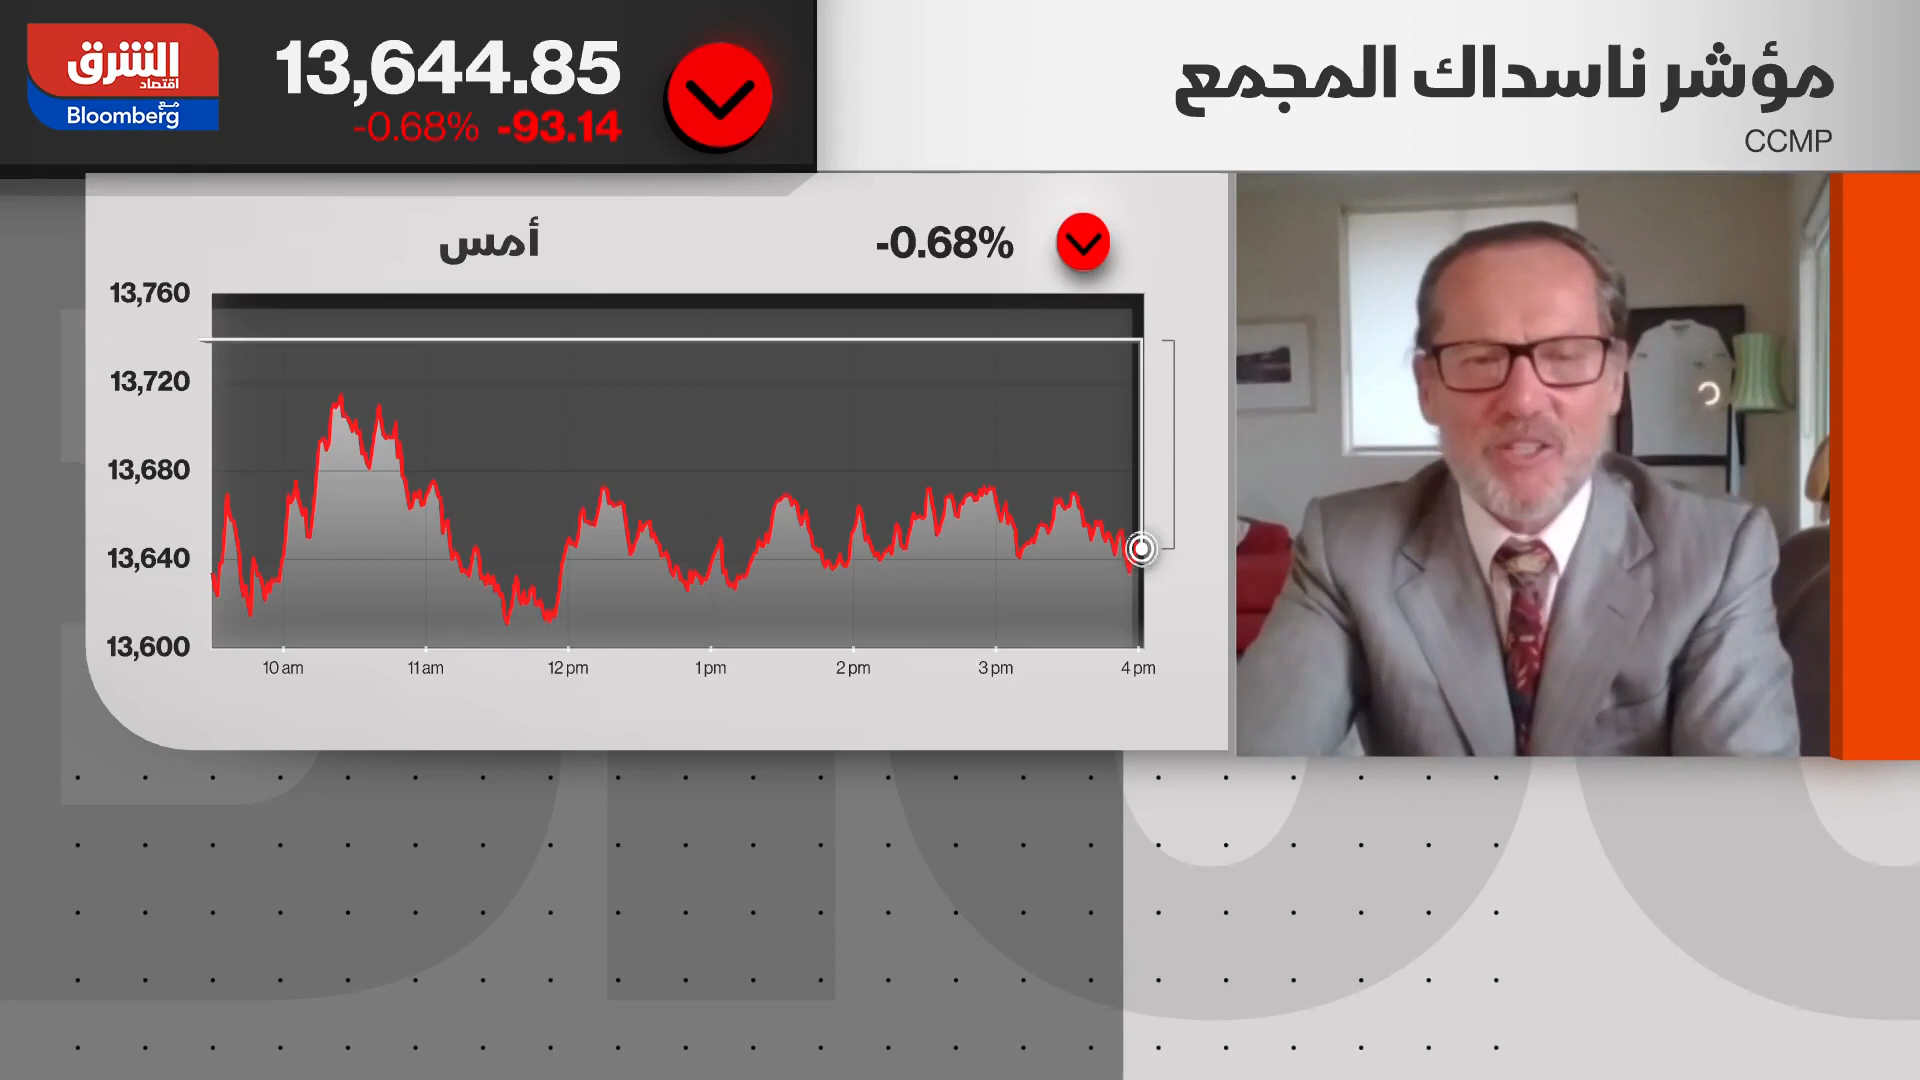 الشرق
اقتصاد
مع
Bloomberg
13,644.85
-0.68% -93.14
مؤشر ناسداك المجمع
CCMP
أمس
-0.68%
13,760
13,720
13,680
13,640
13,600
10 am
11 am
12 pm
1 pm
2 pm
3 pm
4 pm